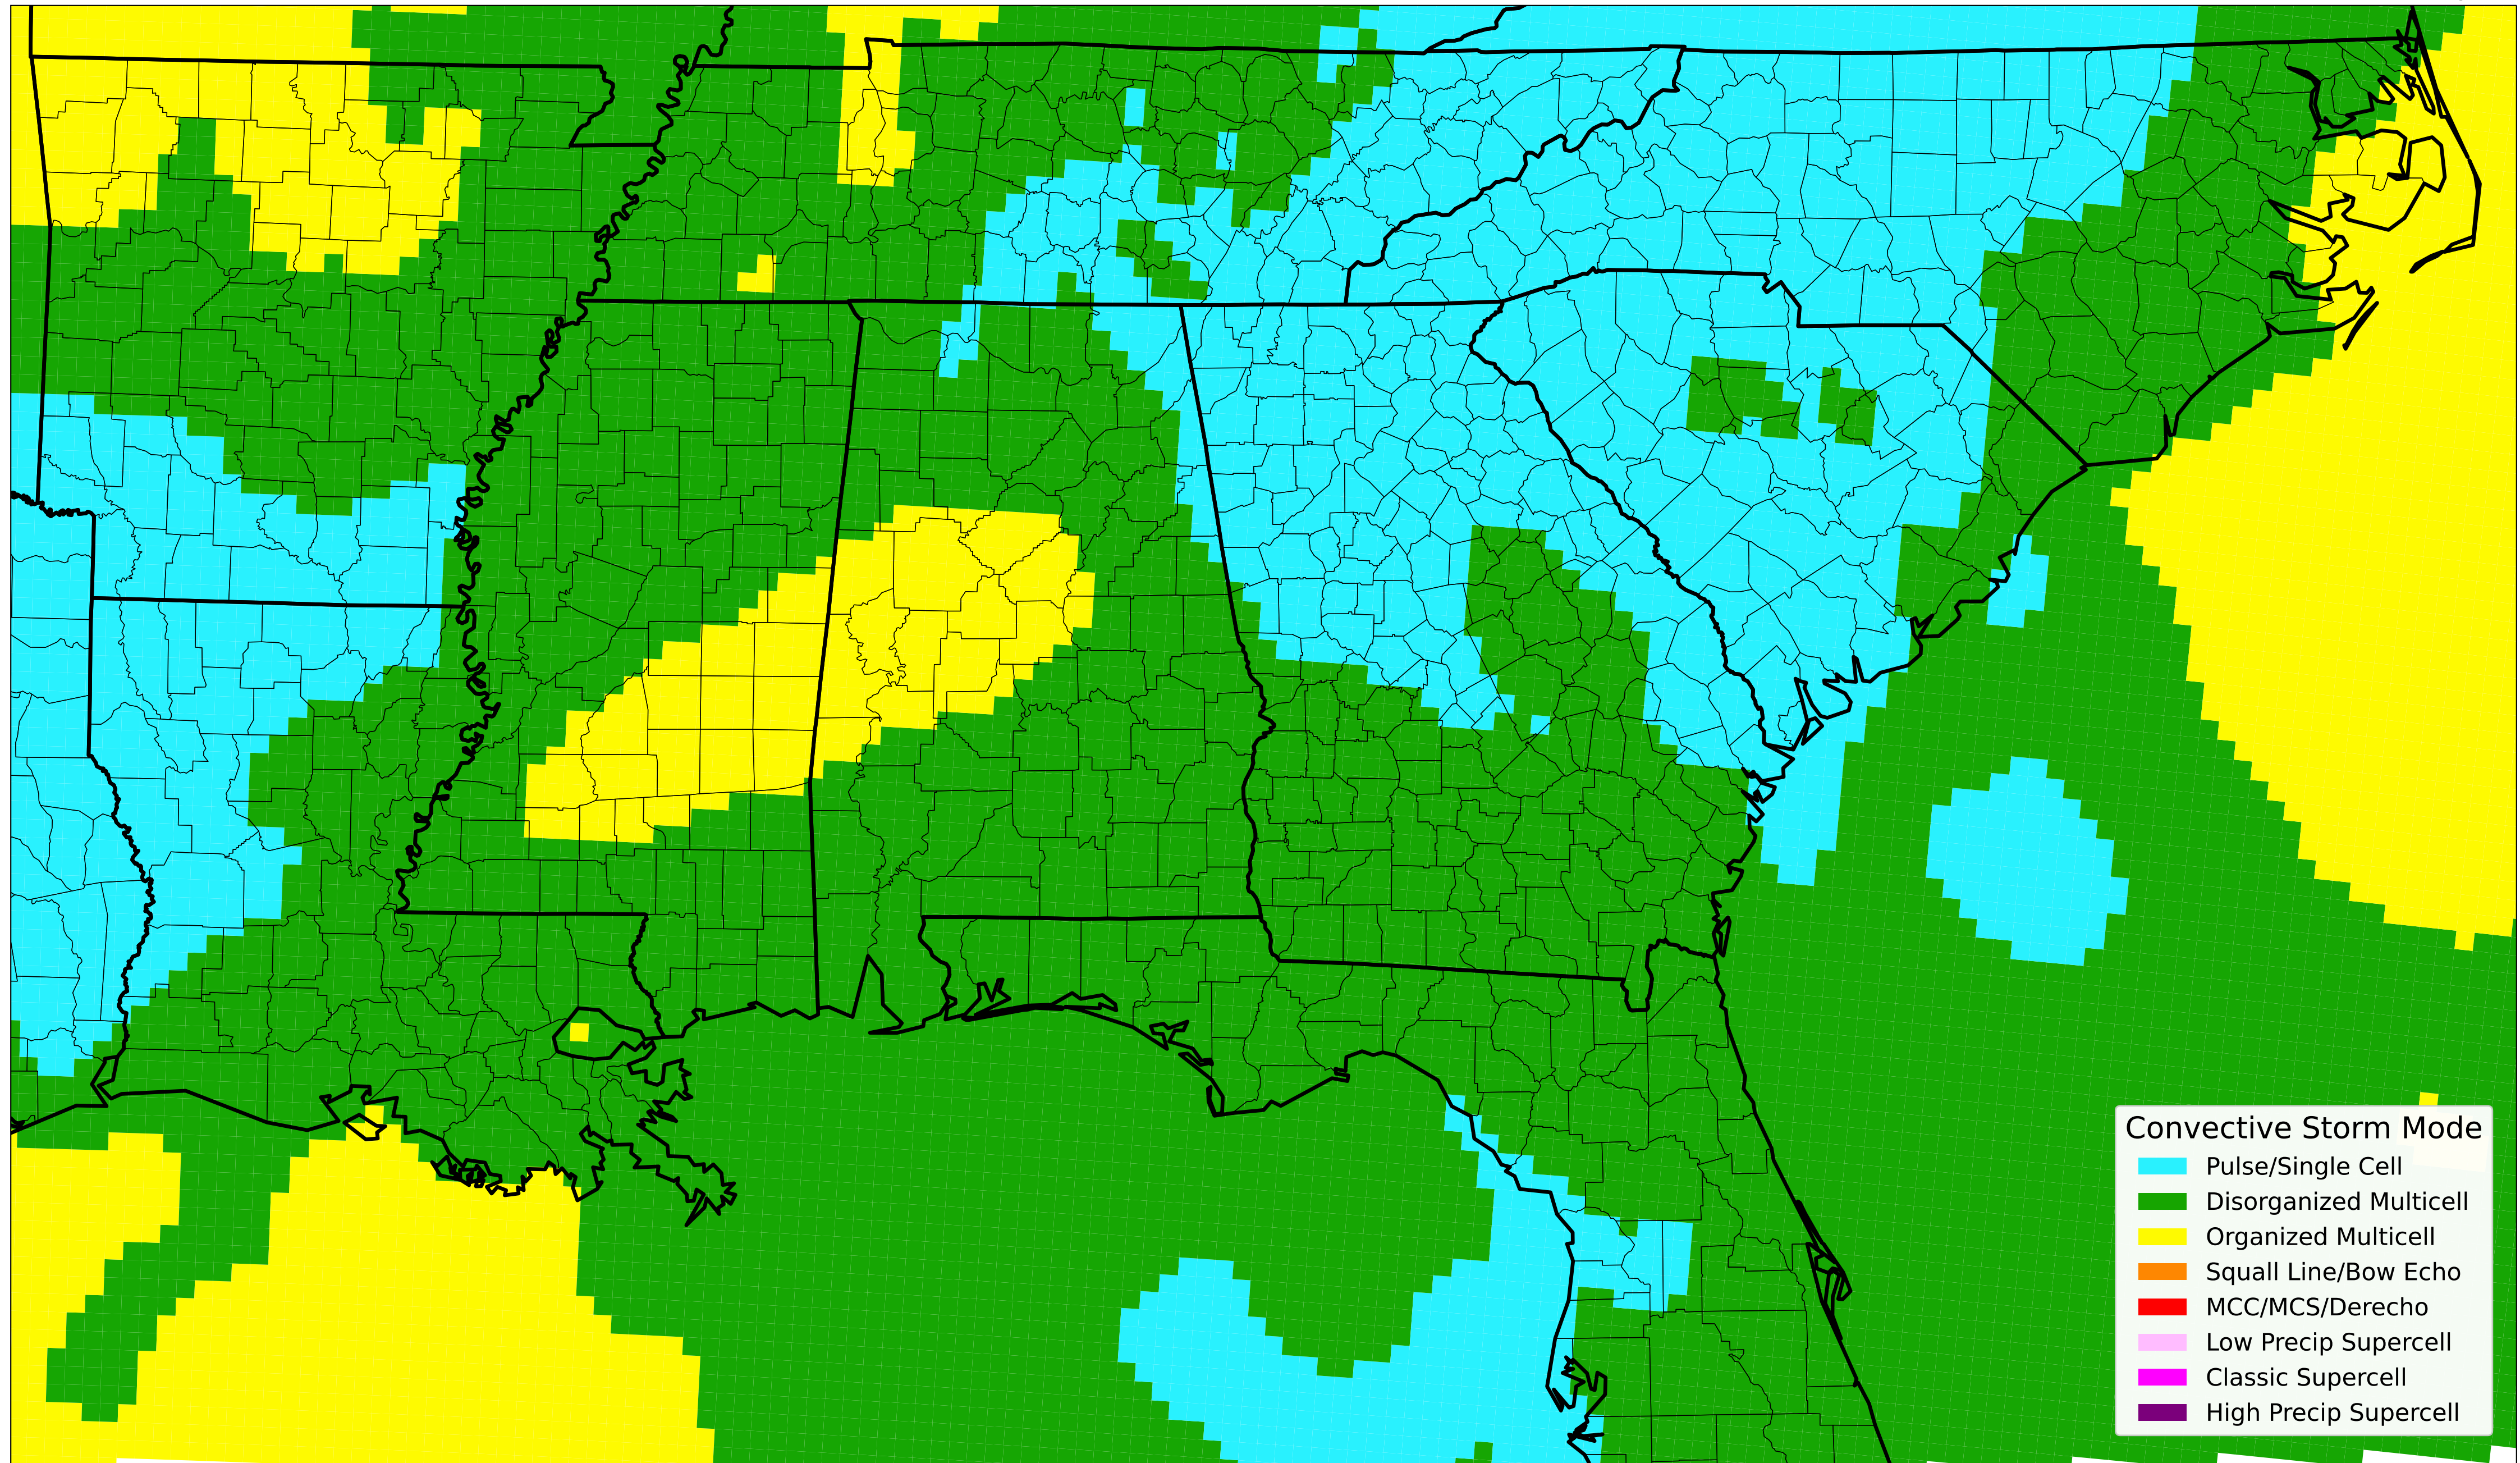 Convective Storm Mode
Pulse/Single Cell
Disorganized Multicell
Organized Multicell
Squall Line/Bow Echo
MCC/MCS/Derecho
Low Precip Supercell
Classic Supercell
High Precip Supercell